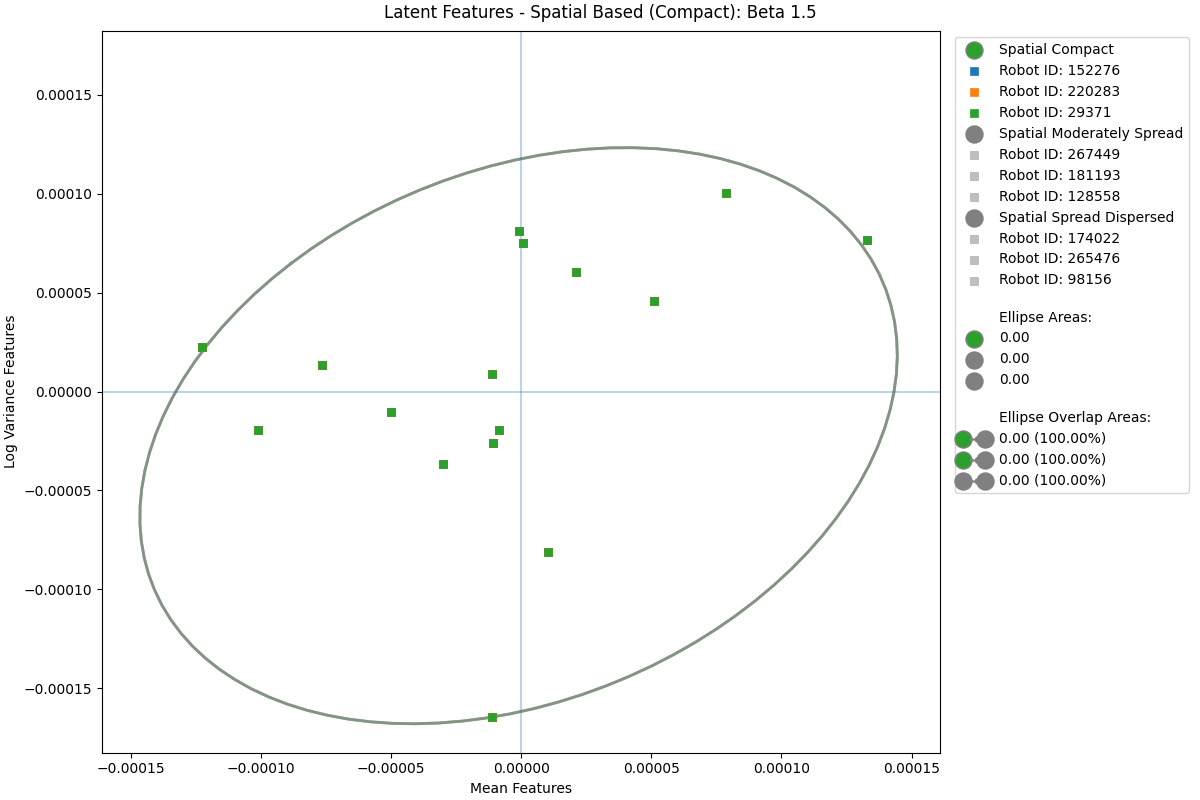 Latent Features - Spatial Based (Compact): Beta 1.5
Log Variance Features
0.00015
0.00010
0.00005
0.00000
−0.00005
−0.00010
−0.00015
−0.00015
−0.00010
−0.00005
0.00000
0.00005
0.00010
0.00015
Mean Features
Spatial Compact
Robot ID: 152276
Robot ID: 220283
Robot ID: 29371
Spatial Moderately Spread
Robot ID: 267449
Robot ID: 181193
Robot ID: 128558
Spatial Spread Dispersed
Robot ID: 174022
Robot ID: 265476
Robot ID: 98156
Ellipse Areas:
0.00
0.00
0.00
Ellipse Overlap Areas:
0.00 (100.00%)
0.00 (100.00%)
0.00 (100.00%)